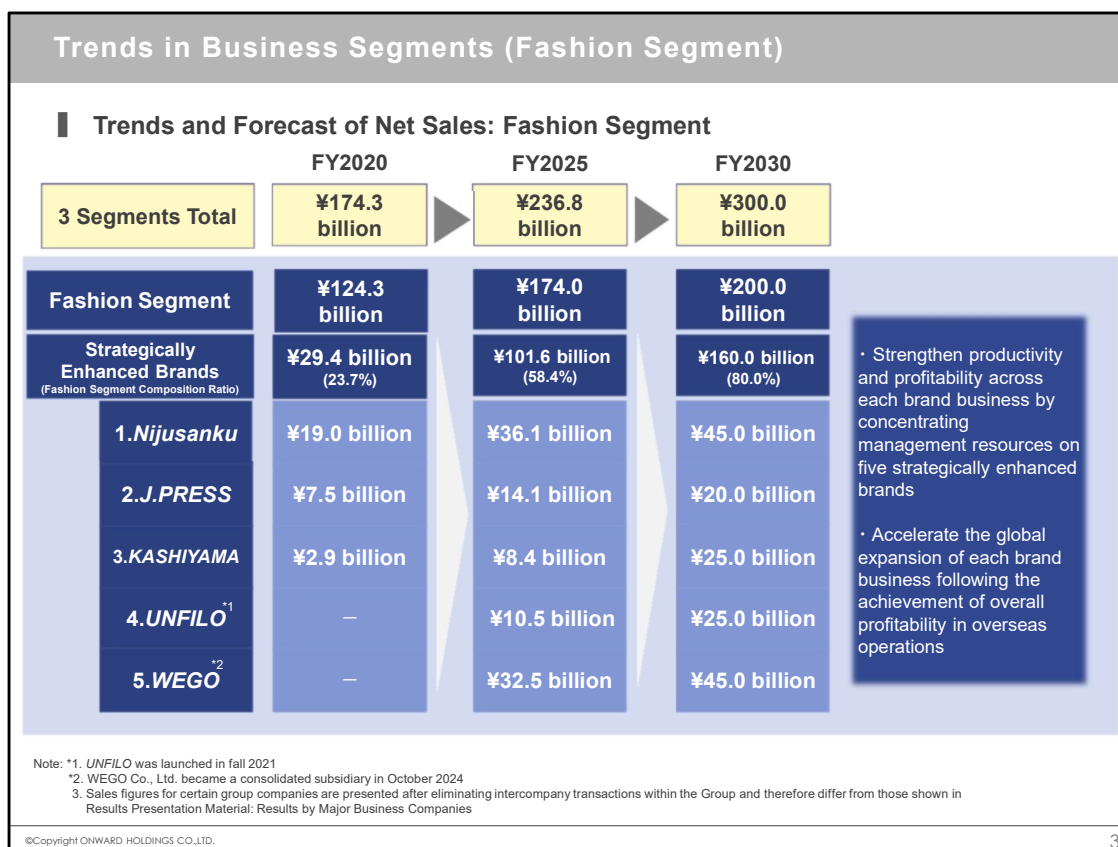 Trends in Business Segments (Fashion Segment)
Trends and Forecast of Net Sales: Fashion Segment
FY2020
FY2025
FY2030
3 Segments Total
¥174.3
billion
¥236.8
billion
¥300.0
billion
Fashion Segment
¥124.3
billion
¥174.0
billion
¥200.0
billion
Strategically
Enhanced Brands
(Fashion Segment Composition Ratio)
¥29.4 billion
(23.7%)
¥101.6 billion
(58.4%)
¥160.0 billion
(80.0%)
1.Nijusanku
¥19.0 billion
¥36.1 billion
¥45.0 billion
2.J.PRESS
¥7.5 billion
¥14.1 billion
¥20.0 billion
3.KASHIYAMA
¥2.9 billion
¥8.4 billion
¥25.0 billion
4.UNFILO*1
—
¥10.5 billion
¥25.0 billion
5.WEGO*2
—
¥32.5 billion
¥45.0 billion
・Strengthen productivity
and profitability across
each brand business by
concentrating
management resources on
five strategically enhanced
brands
・Accelerate the global
expansion of each brand
business following the
achievement of overall
profitability in overseas
operations
Note: *1. UNFILO was launched in fall 2021
*2. WEGO Co., Ltd. became a consolidated subsidiary in October 2024
3. Sales figures for certain group companies are presented after eliminating intercompany transactions within the Group and therefore differ from those shown in
Results Presentation Material: Results by Major Business Companies
©Copyright ONWARD HOLDINGS CO.,LTD.
3